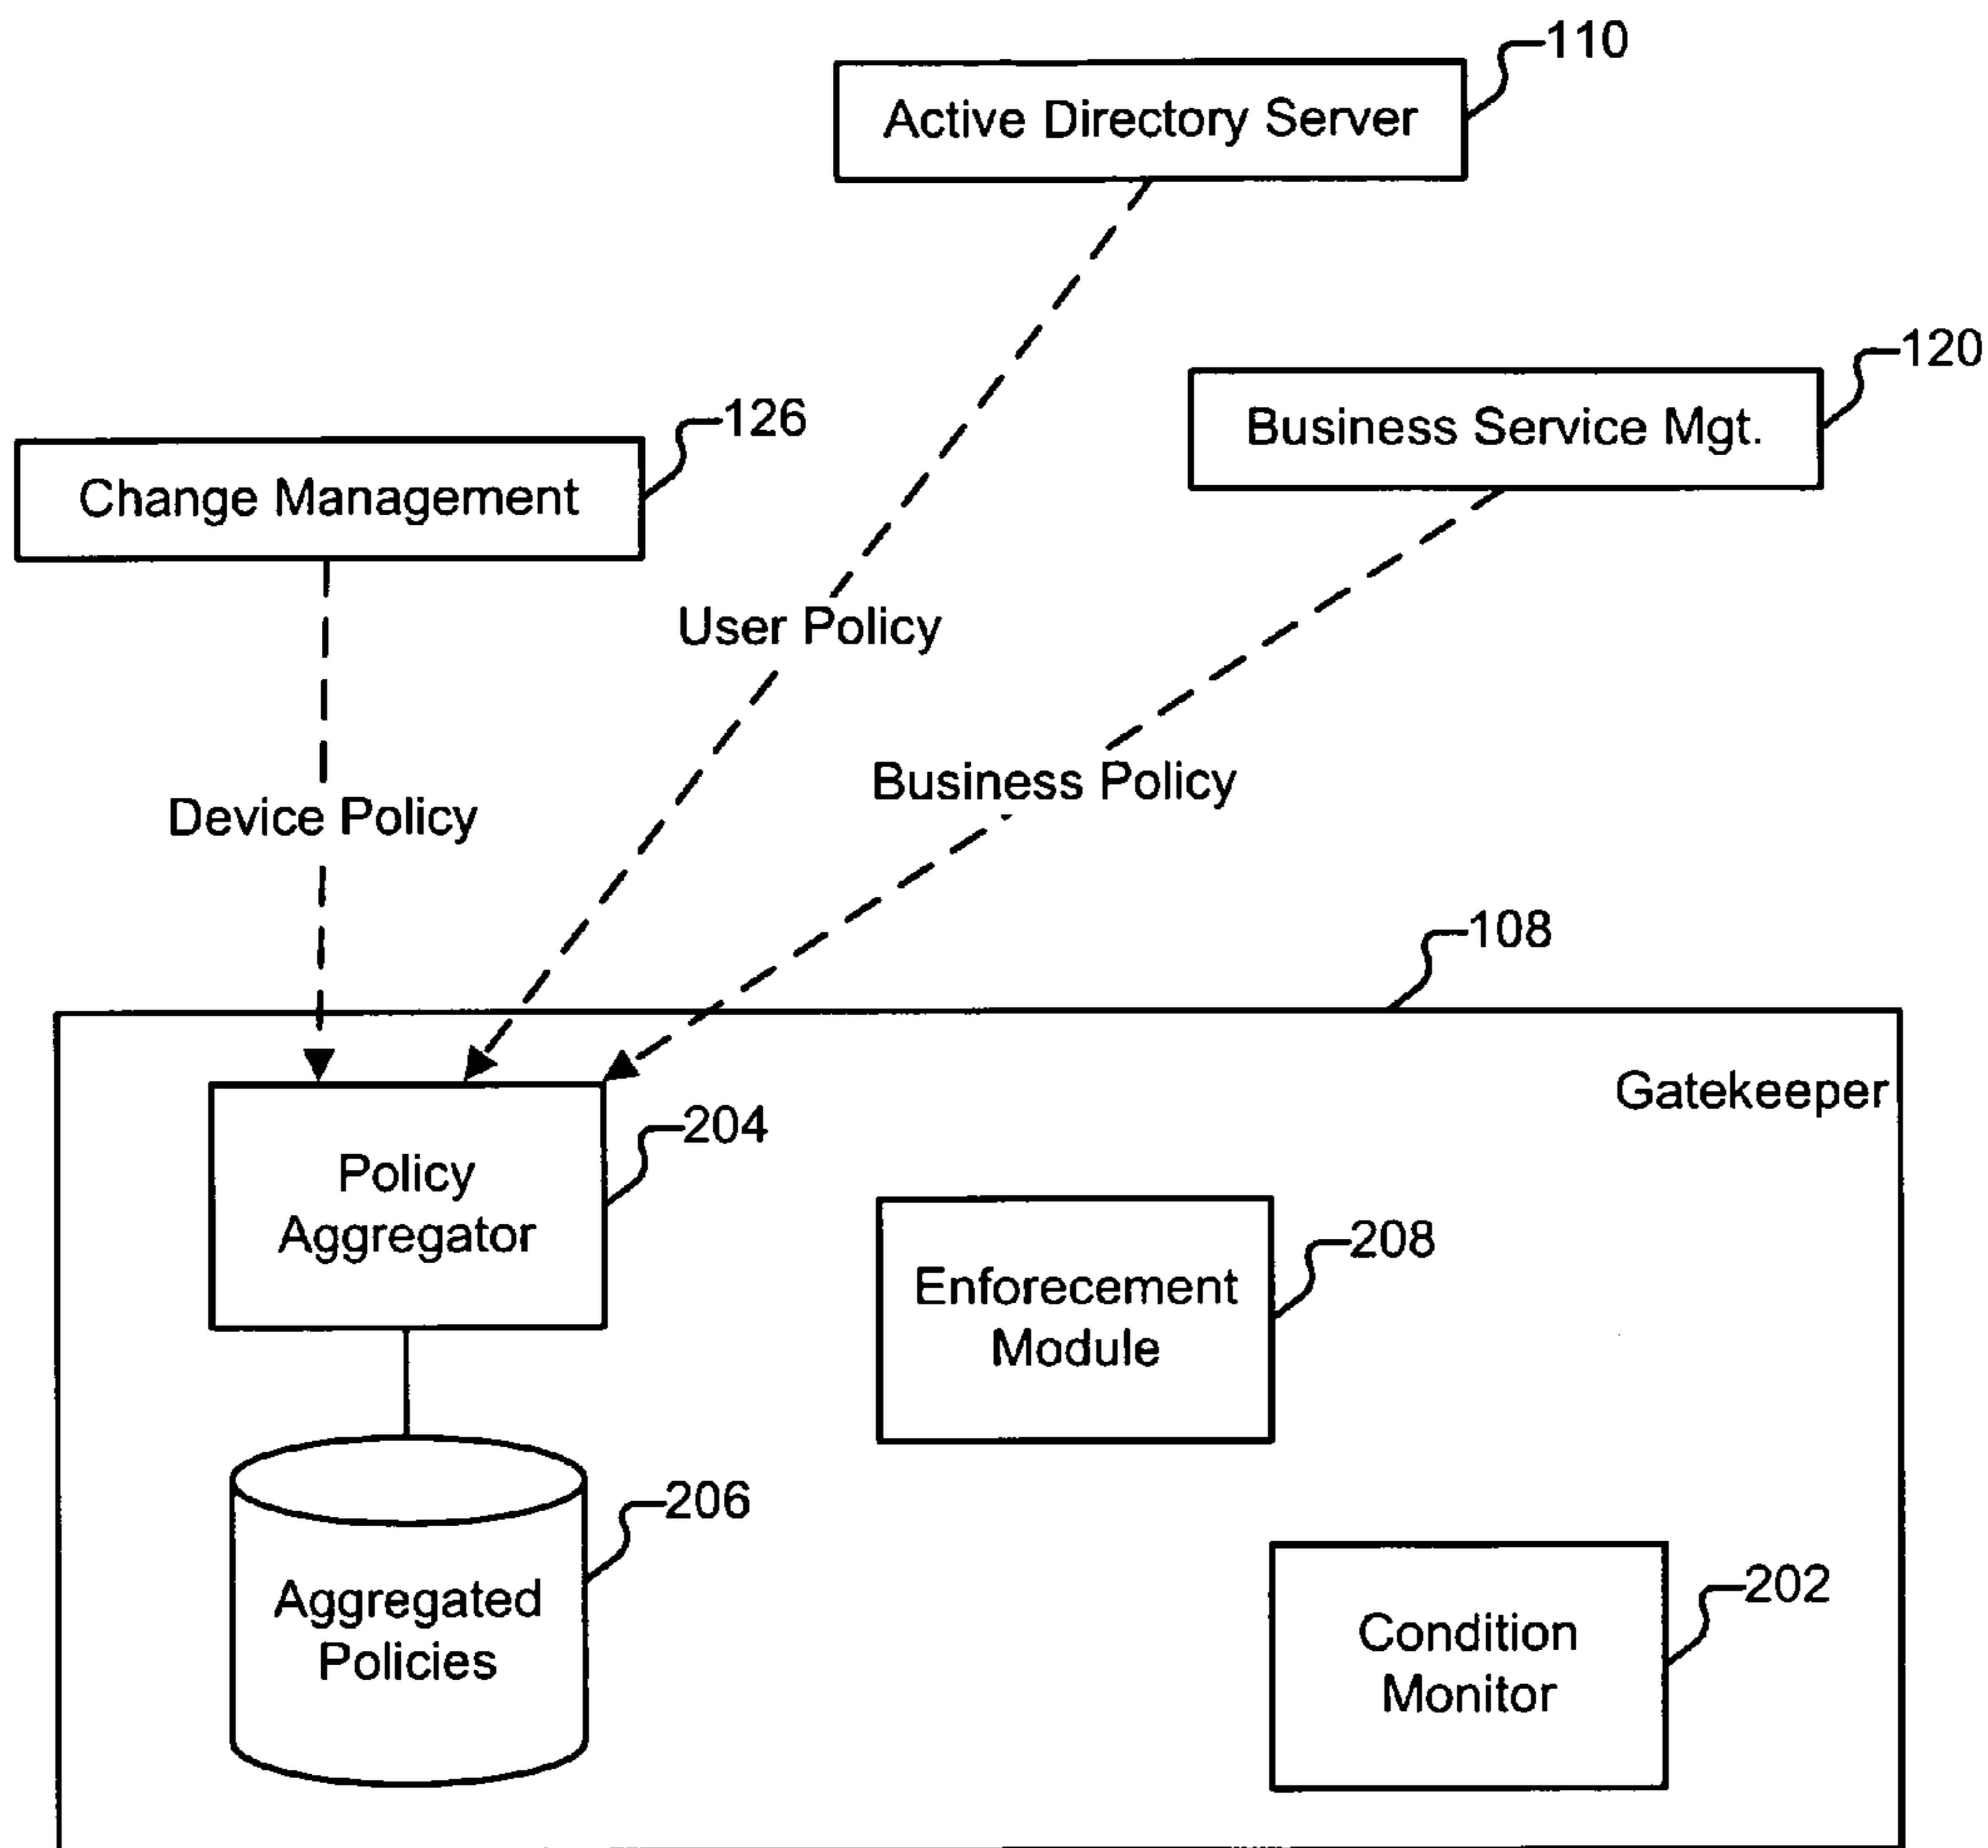 110
Active Directory Server
120
Business Service Mgt.
126
Change Management
User Policy
Business Policy
Device Policy
108
Gatekeeper
204
Policy
Aggregator
208
Enforecement
Module
206
Aggregated
Policies
202
Condition
Monitor